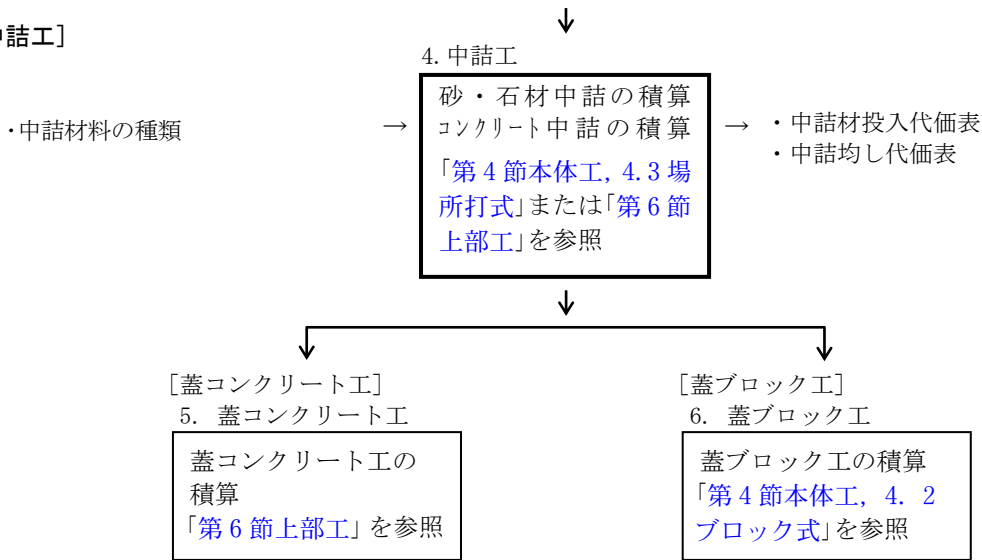 詰工]
4. 中詰工
砂・石材中詰の積算
コンクリート中詰の積算
「第4節本体工, 4.3場
所打式」または「第6節
上部工」を参照
・中詰材料の種類
→
→
・中詰材投入代価表
・中詰均し代価表
[蓋コンクリート工]
5. 蓋コンクリート工
蓋コンクリート工の
積算
「第6節上部工」を参照
[蓋ブロック工]
6. 蓋ブロック工
蓋ブロック工の積算
「第4節本体工, 4. 2
ブロック式」を参照